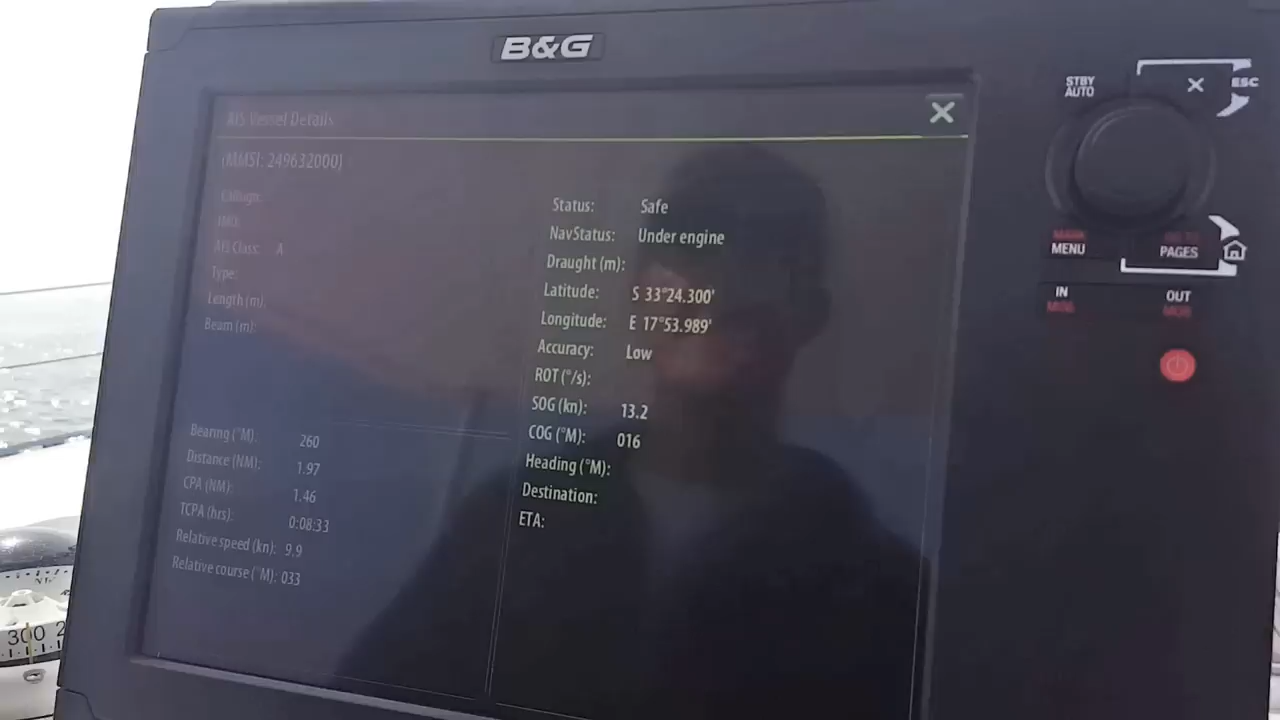 B&G
AIS Vessel Details
(MMSI: 249632000)
Callsign:
IMO:
AIS Class: A
Type:
Length (m):
Beam (m):
Bearing (°M): 260
Distance (NM): 1.97
CPA (NM): 1.46
TCPA (hrs): 0:08:33
Relative speed (kn): 9.9
Relative course (°M): 033
Status: Safe
NavStatus: Under engine
Draught (m):
Latitude: S 33°24.300'
Longitude: E 17°53.989'
Accuracy: Low
ROT (°/s):
SOG (kn): 13.2
COG (°M): 016
Heading (°M):
Destination:
ETA:
STBY
AUTO
ESC
MARK
MENU
PAGES
IN
OUT
MOB
300